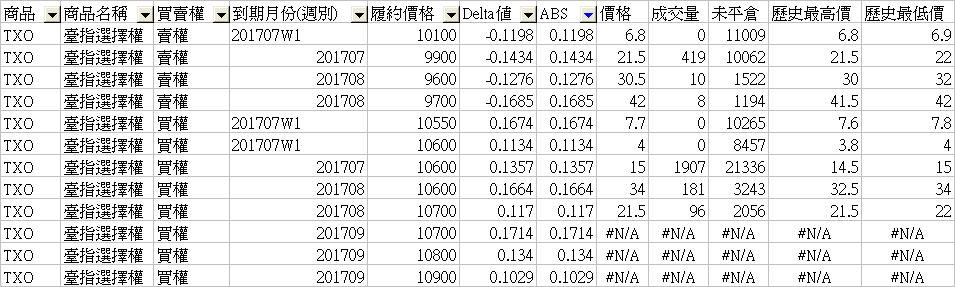 商品 商品名稱 買賣權 到期月份(週別) 履約價格 Delta值 ABS 價格 成交量 未平倉 歷史最高價 歷史最低價
TXO 臺指選擇權 賣權 201707W1 10100 -0.1198 0.1198 6.8 0 11009 6.8 6.9
TXO 臺指選擇權 賣權 201707 9900 -0.1434 0.1434 21.5 419 10062 21.5 22
TXO 臺指選擇權 賣權 201708 9600 -0.1276 0.1276 30.5 10 1522 30 32
TXO 臺指選擇權 賣權 201708 9700 -0.1685 0.1685 42 8 1194 41.5 42
TXO 臺指選擇權 買權 201707W1 10550 0.1674 0.1674 7.7 0 10265 7.6 7.8
TXO 臺指選擇權 買權 201707W1 10600 0.1134 0.1134 4 0 8457 3.8 4
TXO 臺指選擇權 買權 201707 10600 0.1357 0.1357 15 1907 21336 14.5 15
TXO 臺指選擇權 買權 201708 10600 0.1664 0.1664 34 181 3243 32.5 34
TXO 臺指選擇權 買權 201708 10700 0.117 0.117 21.5 96 2056 21.5 22
TXO 臺指選擇權 買權 201709 10700 0.1714 0.1714 #N/A #N/A #N/A #N/A #N/A
TXO 臺指選擇權 買權 201709 10800 0.134 0.134 #N/A #N/A #N/A #N/A #N/A
TXO 臺指選擇權 買權 201709 10900 0.1029 0.1029 #N/A #N/A #N/A #N/A #N/A